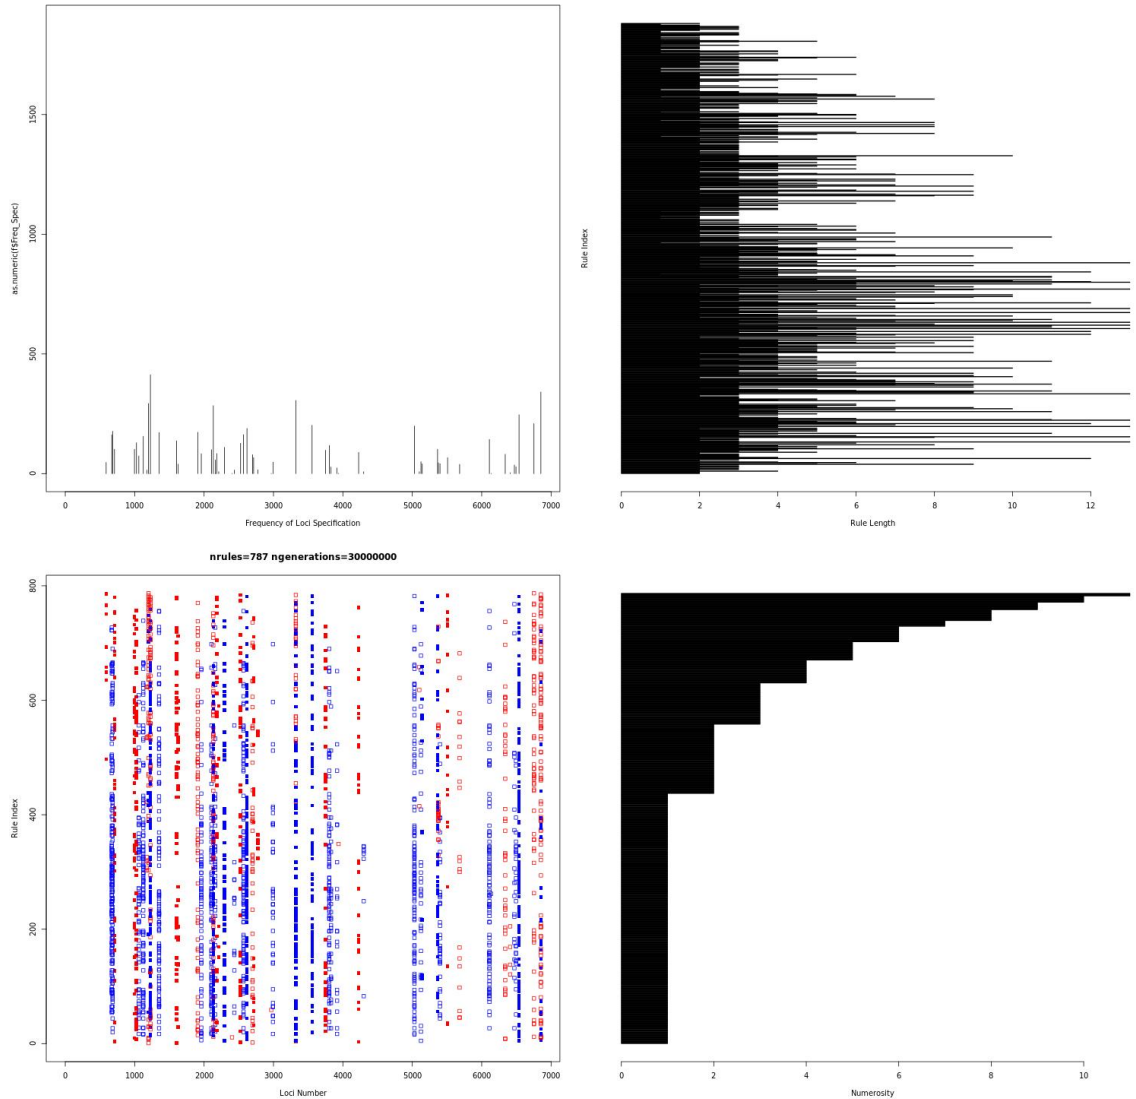 as.numeric(f$Freq_Spec)
1500
1000
500
0
0 1000 2000 3000 4000 5000 6000 7000
Frequency of Loci Specification
Rule Index
0 2 4 6 8 10 12
Rule Length
nrules=787 ngenerations=30000000
Rule Index
800
600
400
200
0
0 1000 2000 3000 4000 5000 6000 7000
Loci Number
0 2 4 6 8 10
Numerosity